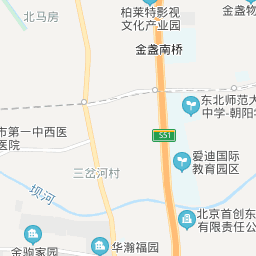 北马房
柏莱特影视
文化产业园
金盏物
金盏南桥
东北师范大
中学-朝阳学
市第一中西医
医院
S51
爱迪国际
教育园区
三岔河村
坝河
北京首创东
有限责任公
金驹家园
华瀚福园